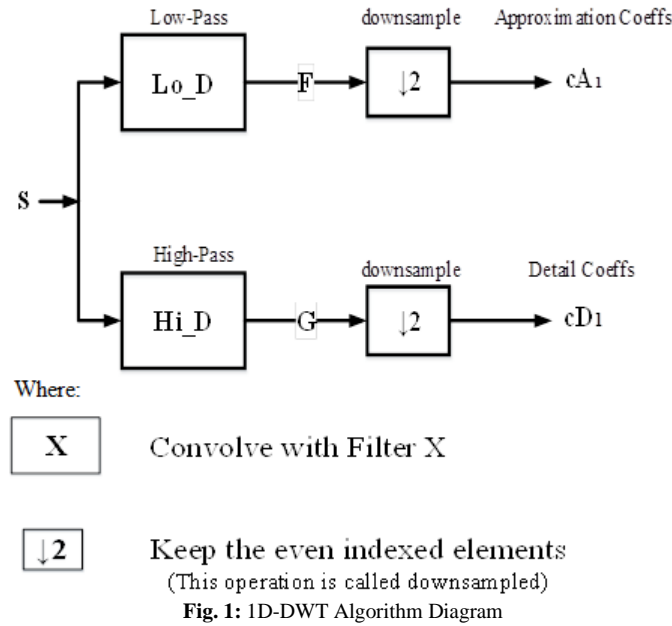 Low-Pass downsample Approximation Coeffs
Lo_D F ↓2 cA₁
s
High-Pass downsample Detail Coeffs
Hi_D G ↓2 cD₁
Where:
X Convolve with Filter X
↓2 Keep the even indexed elements
(This operation is called downsampled)
Fig. 1: 1D-DWT Algorithm Diagram